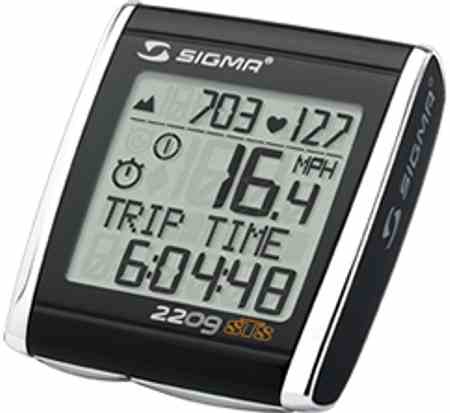 SIGMA®
703 127
MPH
16.4
TRIP TIME
6:04:48
2209 STS
SIGMA®